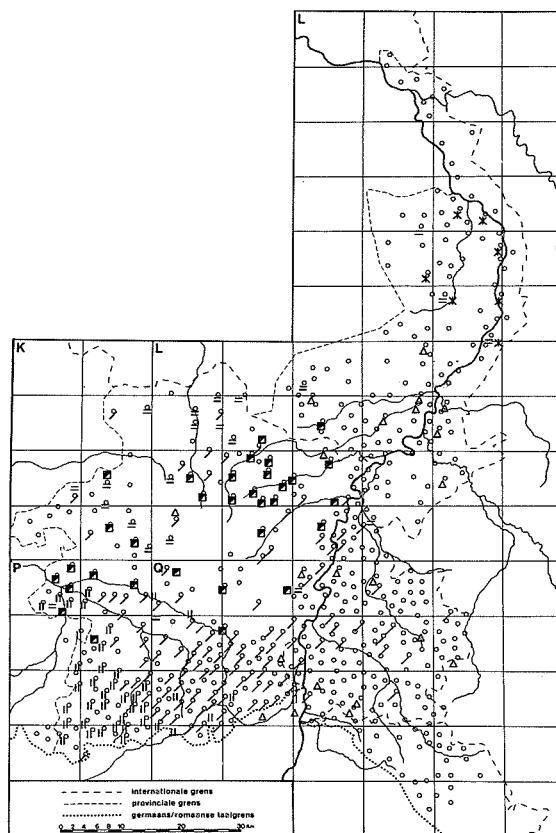 L
K
L
P
Q
internationale grens
provinciale grens
germaans/romaanse taalgrens
0 2 4 6 8 10 20 30 km